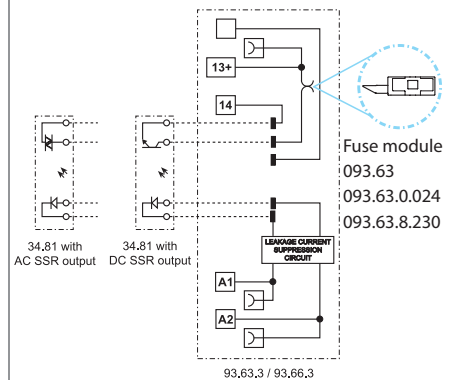 13+
14
Fuse module
093.63
093.63.0.024
093.63.8.230
34.81 with
AC SSR output
34.81 with
DC SSR output
LEAKAGE CURRENT
SUPPRESSION
CIRCUIT
A1
A2
93.63.3 / 93.66.3